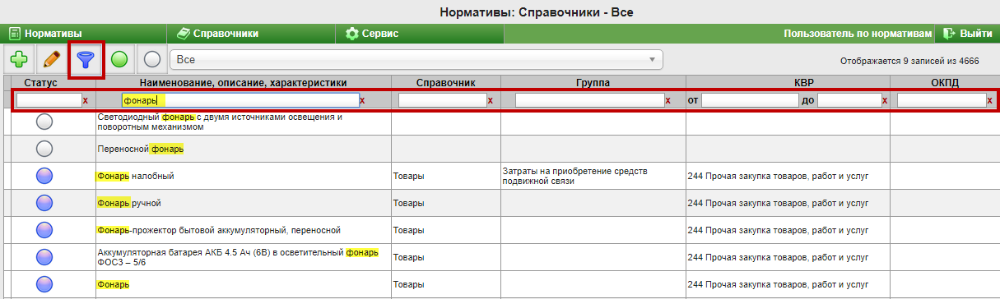 Нормативы: Справочники - Все
Нормативы Справочники Сервис Пользователь по нормативам Выйти
Все Отображается 9 записей из 4666
Статус Наименование, описание, характеристики Справочник Группа КВР ОКПД
x фонарь x x x от до x x
Светодиодный фонарь с двумя источниками освещения и
поворотным механизмом
Переносной фонарь
Фонарь налобный Товары Затраты на приобретение средств
подвижной связи 244 Прочая закупка товаров, работ и услуг
Фонарь ручной Товары 244 Прочая закупка товаров, работ и услуг
Фонарь-прожектор бытовой аккумуляторный, переносной Товары 244 Прочая закупка товаров, работ и услуг
Аккумуляторная батарея АКБ 4.5 Ач (6В) в осветительный фонарь
ФОС3 – 5/6 Товары 244 Прочая закупка товаров, работ и услуг
Фонарь Товары 244 Прочая закупка товаров, работ и услуг